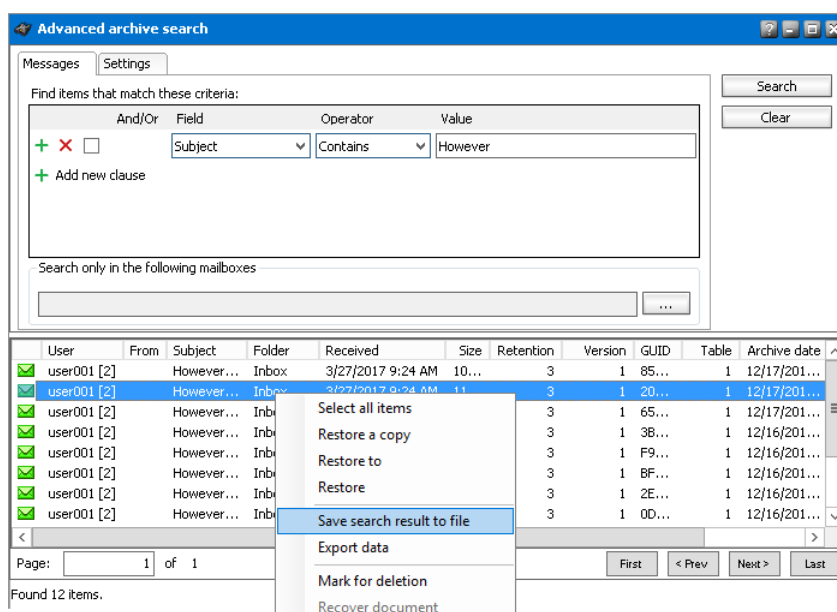 Advanced archive search
Messages Settings
Find items that match these criteria:
And/Or Field Operator Value
Subject Contains However
Add new clause
Search only in the following mailboxes
...
Search
Clear
User From Subject Folder Received Size Retention Version GUID Table Archive date
user001 [2] However... Inbox 3/27/2017 9:24 AM 10... 3 1 85... 1 12/17/201...
user001 [2] However... Inbox 3/27/2017 9:24 AM 11... 3 1 20... 1 12/17/201...
user001 [2] However... 3 1 65... 1 12/17/201...
user001 [2] However... 3 1 3B... 1 12/16/201...
user001 [2] However... 3 1 F9... 1 12/16/201...
user001 [2] However... 3 1 BF... 1 12/16/201...
user001 [2] However... 3 1 2E... 1 12/16/201...
user001 [2] However... 3 1 0D... 1 12/16/201...
Select all items
Restore a copy
Restore to
Restore
Save search result to file
Export data
Mark for deletion
Recover document
Page: 1 of 1 First < Prev Next > Last
Found 12 items.